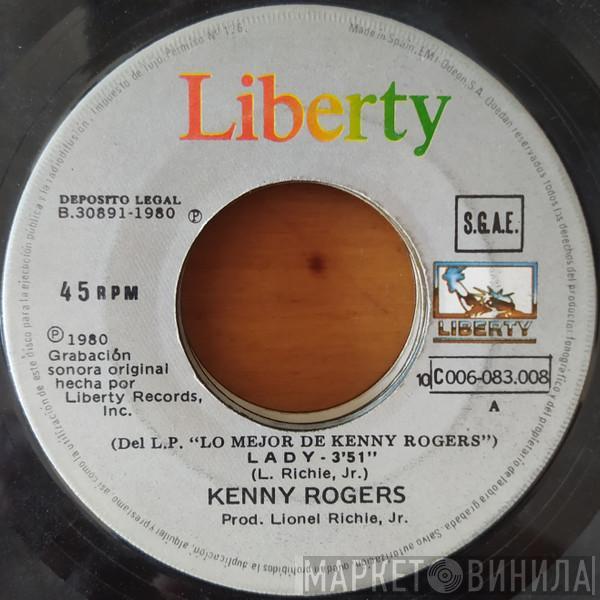 Liberty
Made in Spain. EMI Odeon, S.A. Quedan reservados todos los derechos del productor fonográfico y del propietario de la obra grabada. Salvo autorización, quedan prohibidos la duplicación, alquiler y prestamo, así como la utilización de este disco para la ejecución pública y la radiodifusión. Impuesto de Lujo, Permiso Nº 126.
DEPOSITO LEGAL
B.30891-1980 Ⓟ
S.G.A.E.
45 RPM
LIBERTY
Ⓟ 1980
Grabación
sonora original
hecha por
Liberty Records,
Inc.
10C006-083.008
A
(Del L.P. “LO MEJOR DE KENNY ROGERS”)
LADY - 3'51"
(L. Richie, Jr.)
KENNY ROGERS
Prod. Lionel Richie, Jr.
МАРКЕТ ВИНИЛА